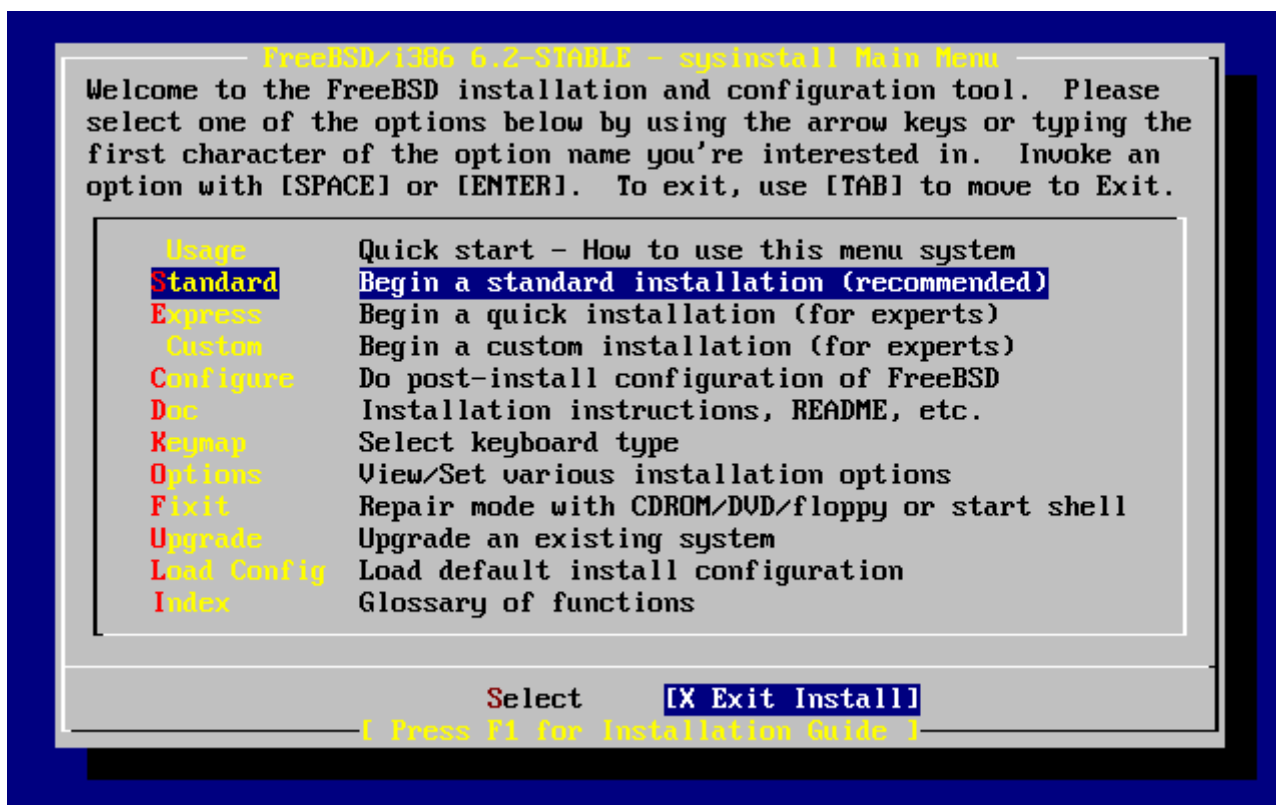 FreeBSD/i386 6.2-STABLE - sysinstall Main Menu
Welcome to the FreeBSD installation and configuration tool.  Please
select one of the options below by using the arrow keys or typing the
first character of the option name you're interested in.  Invoke an
option with [SPACE] or [ENTER].  To exit, use [TAB] to move to Exit.
Usage Quick start - How to use this menu system
Standard Begin a standard installation (recommended)
Express Begin a quick installation (for experts)
Custom Begin a custom installation (for experts)
Configure Do post-install configuration of FreeBSD
Doc Installation instructions, README, etc.
Keymap Select keyboard type
Options View/Set various installation options
Fixit Repair mode with CDROM/DVD/floppy or start shell
Upgrade Upgrade an existing system
Load Config Load default install configuration
Index Glossary of functions
Select [X Exit Install]
[ Press F1 for Installation Guide ]